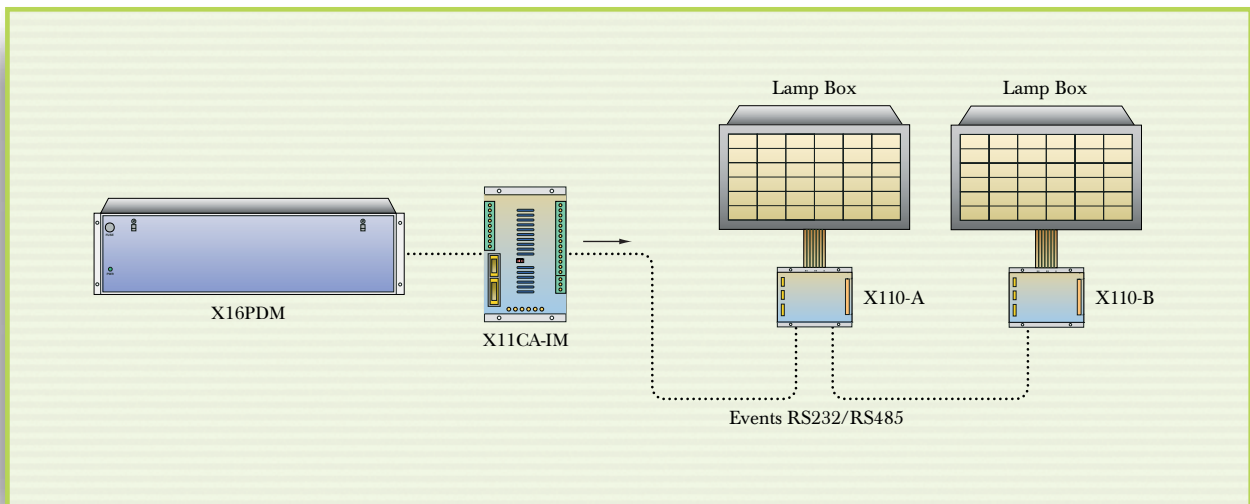 Lamp Box
Lamp Box
X16PDM
X11CA-IM
X110-A
X110-B
Events RS232/RS485